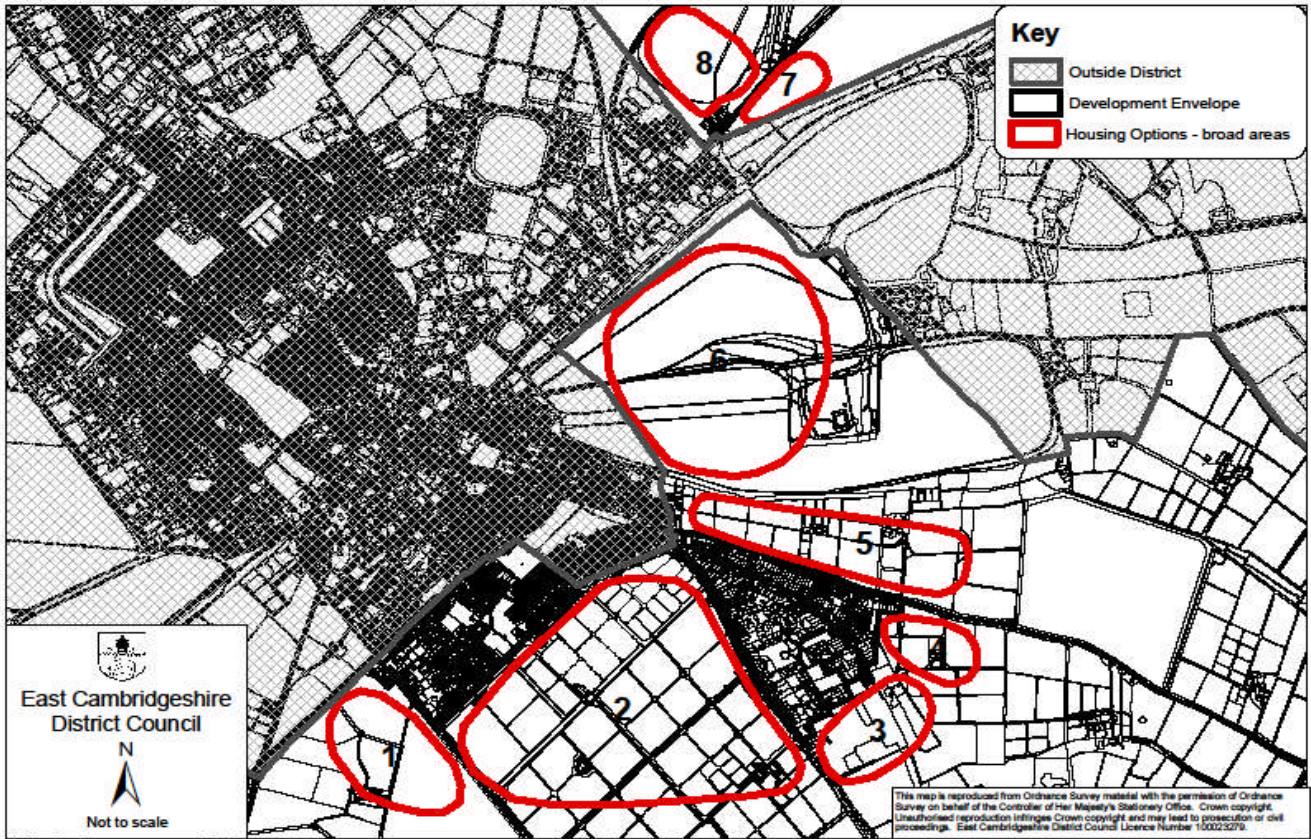 Key
Outside District
Development Envelope
Housing Options - broad areas
8
7
6
5
4
2
3
1
East Cambridgeshire
District Council
N
Not to scale
This map is reproduced from Ordnance Survey material with the permission of Ordnance
Survey on behalf of the Controller of Her Majesty's Stationery Office. Crown copyright.
Unauthorised reproduction infringes Crown copyright and may lead to prosecution or civil
proceedings. East Cambridgeshire District Council Licence Number 100023279.